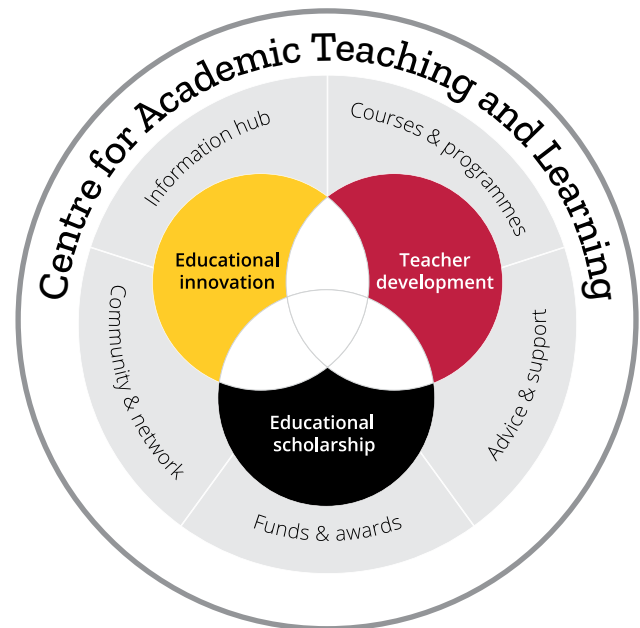 Centre for Academic Teaching and Learning
Information hub
Courses & programmes
Educational
innovation
Teacher
development
Community & network
Advice & support
Educational
scholarship
Funds & awards